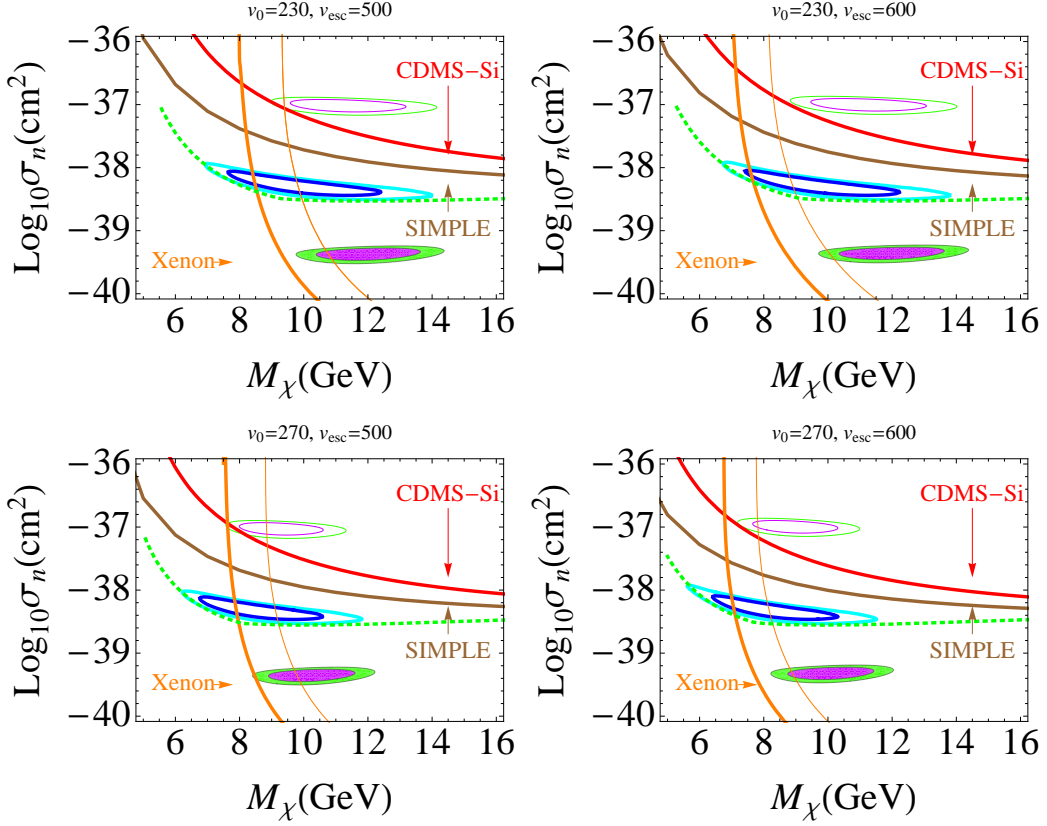 v₀=230, vesc=500
−36
−37
−38
−39
−40
Log₁₀σₙ(cm²)
CDMS−Si
SIMPLE
Xenon
6 8 10 12 14 16
Mχ(GeV)
v₀=230, vesc=600
−36
−37
−38
−39
−40
Log₁₀σₙ(cm²)
CDMS−Si
SIMPLE
Xenon
6 8 10 12 14 16
Mχ(GeV)
v₀=270, vesc=500
−36
−37
−38
−39
−40
Log₁₀σₙ(cm²)
CDMS−Si
SIMPLE
Xenon
6 8 10 12 14 16
Mχ(GeV)
v₀=270, vesc=600
−36
−37
−38
−39
−40
Log₁₀σₙ(cm²)
CDMS−Si
SIMPLE
Xenon
6 8 10 12 14 16
Mχ(GeV)